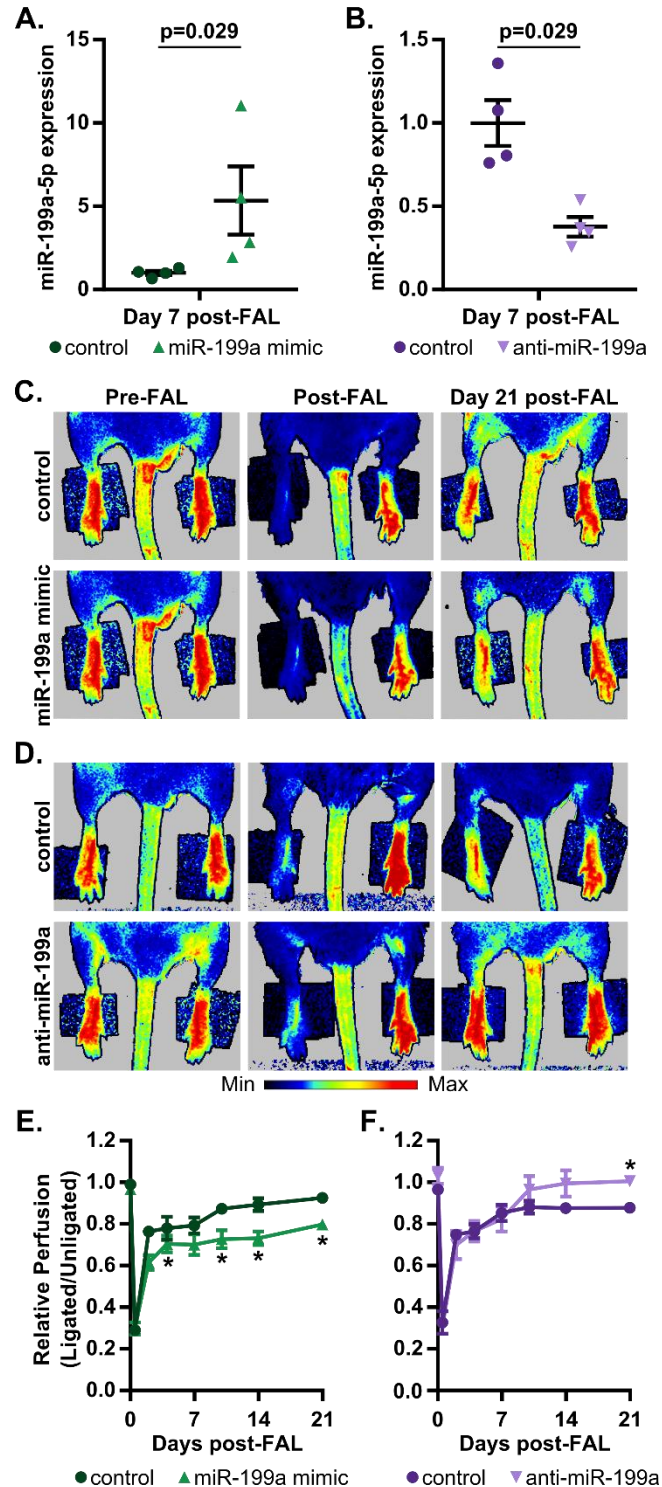 A.
p=0.029
miR-199a-5p expression
15
10
5
0
Day 7 post-FAL
control miR-199a mimic
B.
p=0.029
miR-199a-5p expression
1.5
1.0
0.5
0.0
Day 7 post-FAL
control anti-miR-199a
C.
Pre-FAL Post-FAL Day 21 post-FAL
control
miR-199a mimic
D.
control
anti-miR-199a
Min Max
E.
Relative Perfusion
(Ligated/Unligated)
1.2
1.0
0.8
0.6
0.4
0.2
0.0
* * * *
0 7 14 21
Days post-FAL
control miR-199a mimic
F.
1.2
1.0
0.8
0.6
0.4
0.2
0.0
*
0 7 14 21
Days post-FAL
control anti-miR-199a